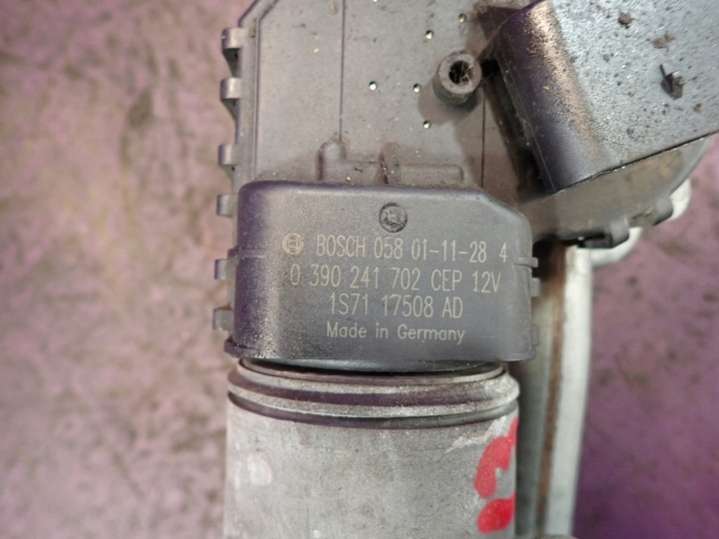 BOSCH 058 01-11-28 4
0 390 241 702 CEP 12V
1S71 17508 AD
Made in Germany